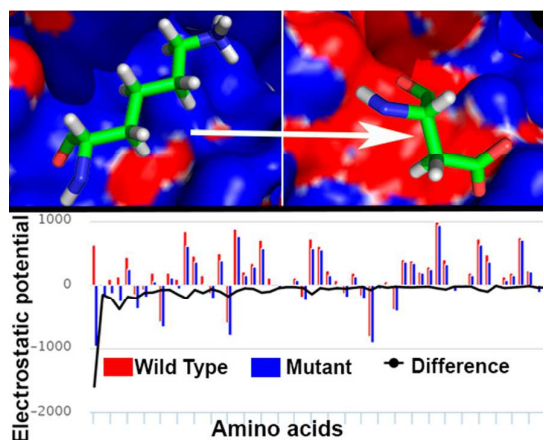 Electrostatic potential
1000
0
-1000
-2000
Wild Type
Mutant
Difference
Amino acids